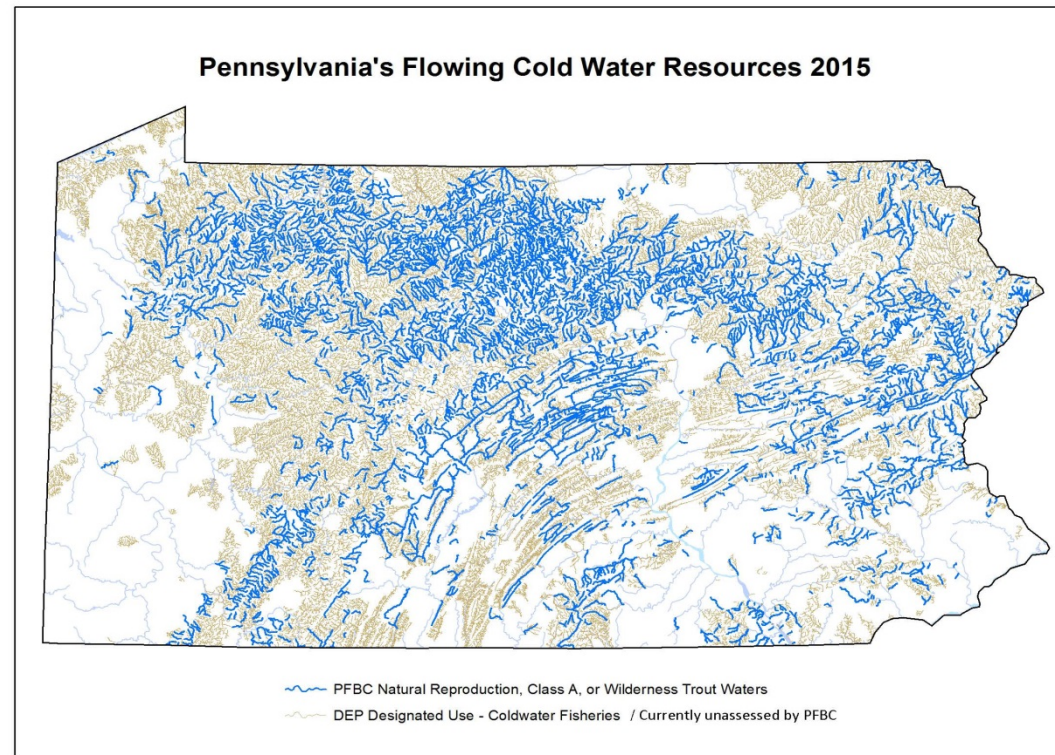 Pennsylvania's Flowing Cold Water Resources 2015
PFBC Natural Reproduction, Class A, or Wilderness Trout Waters
DEP Designated Use - Coldwater Fisheries / Currently unassessed by PFBC